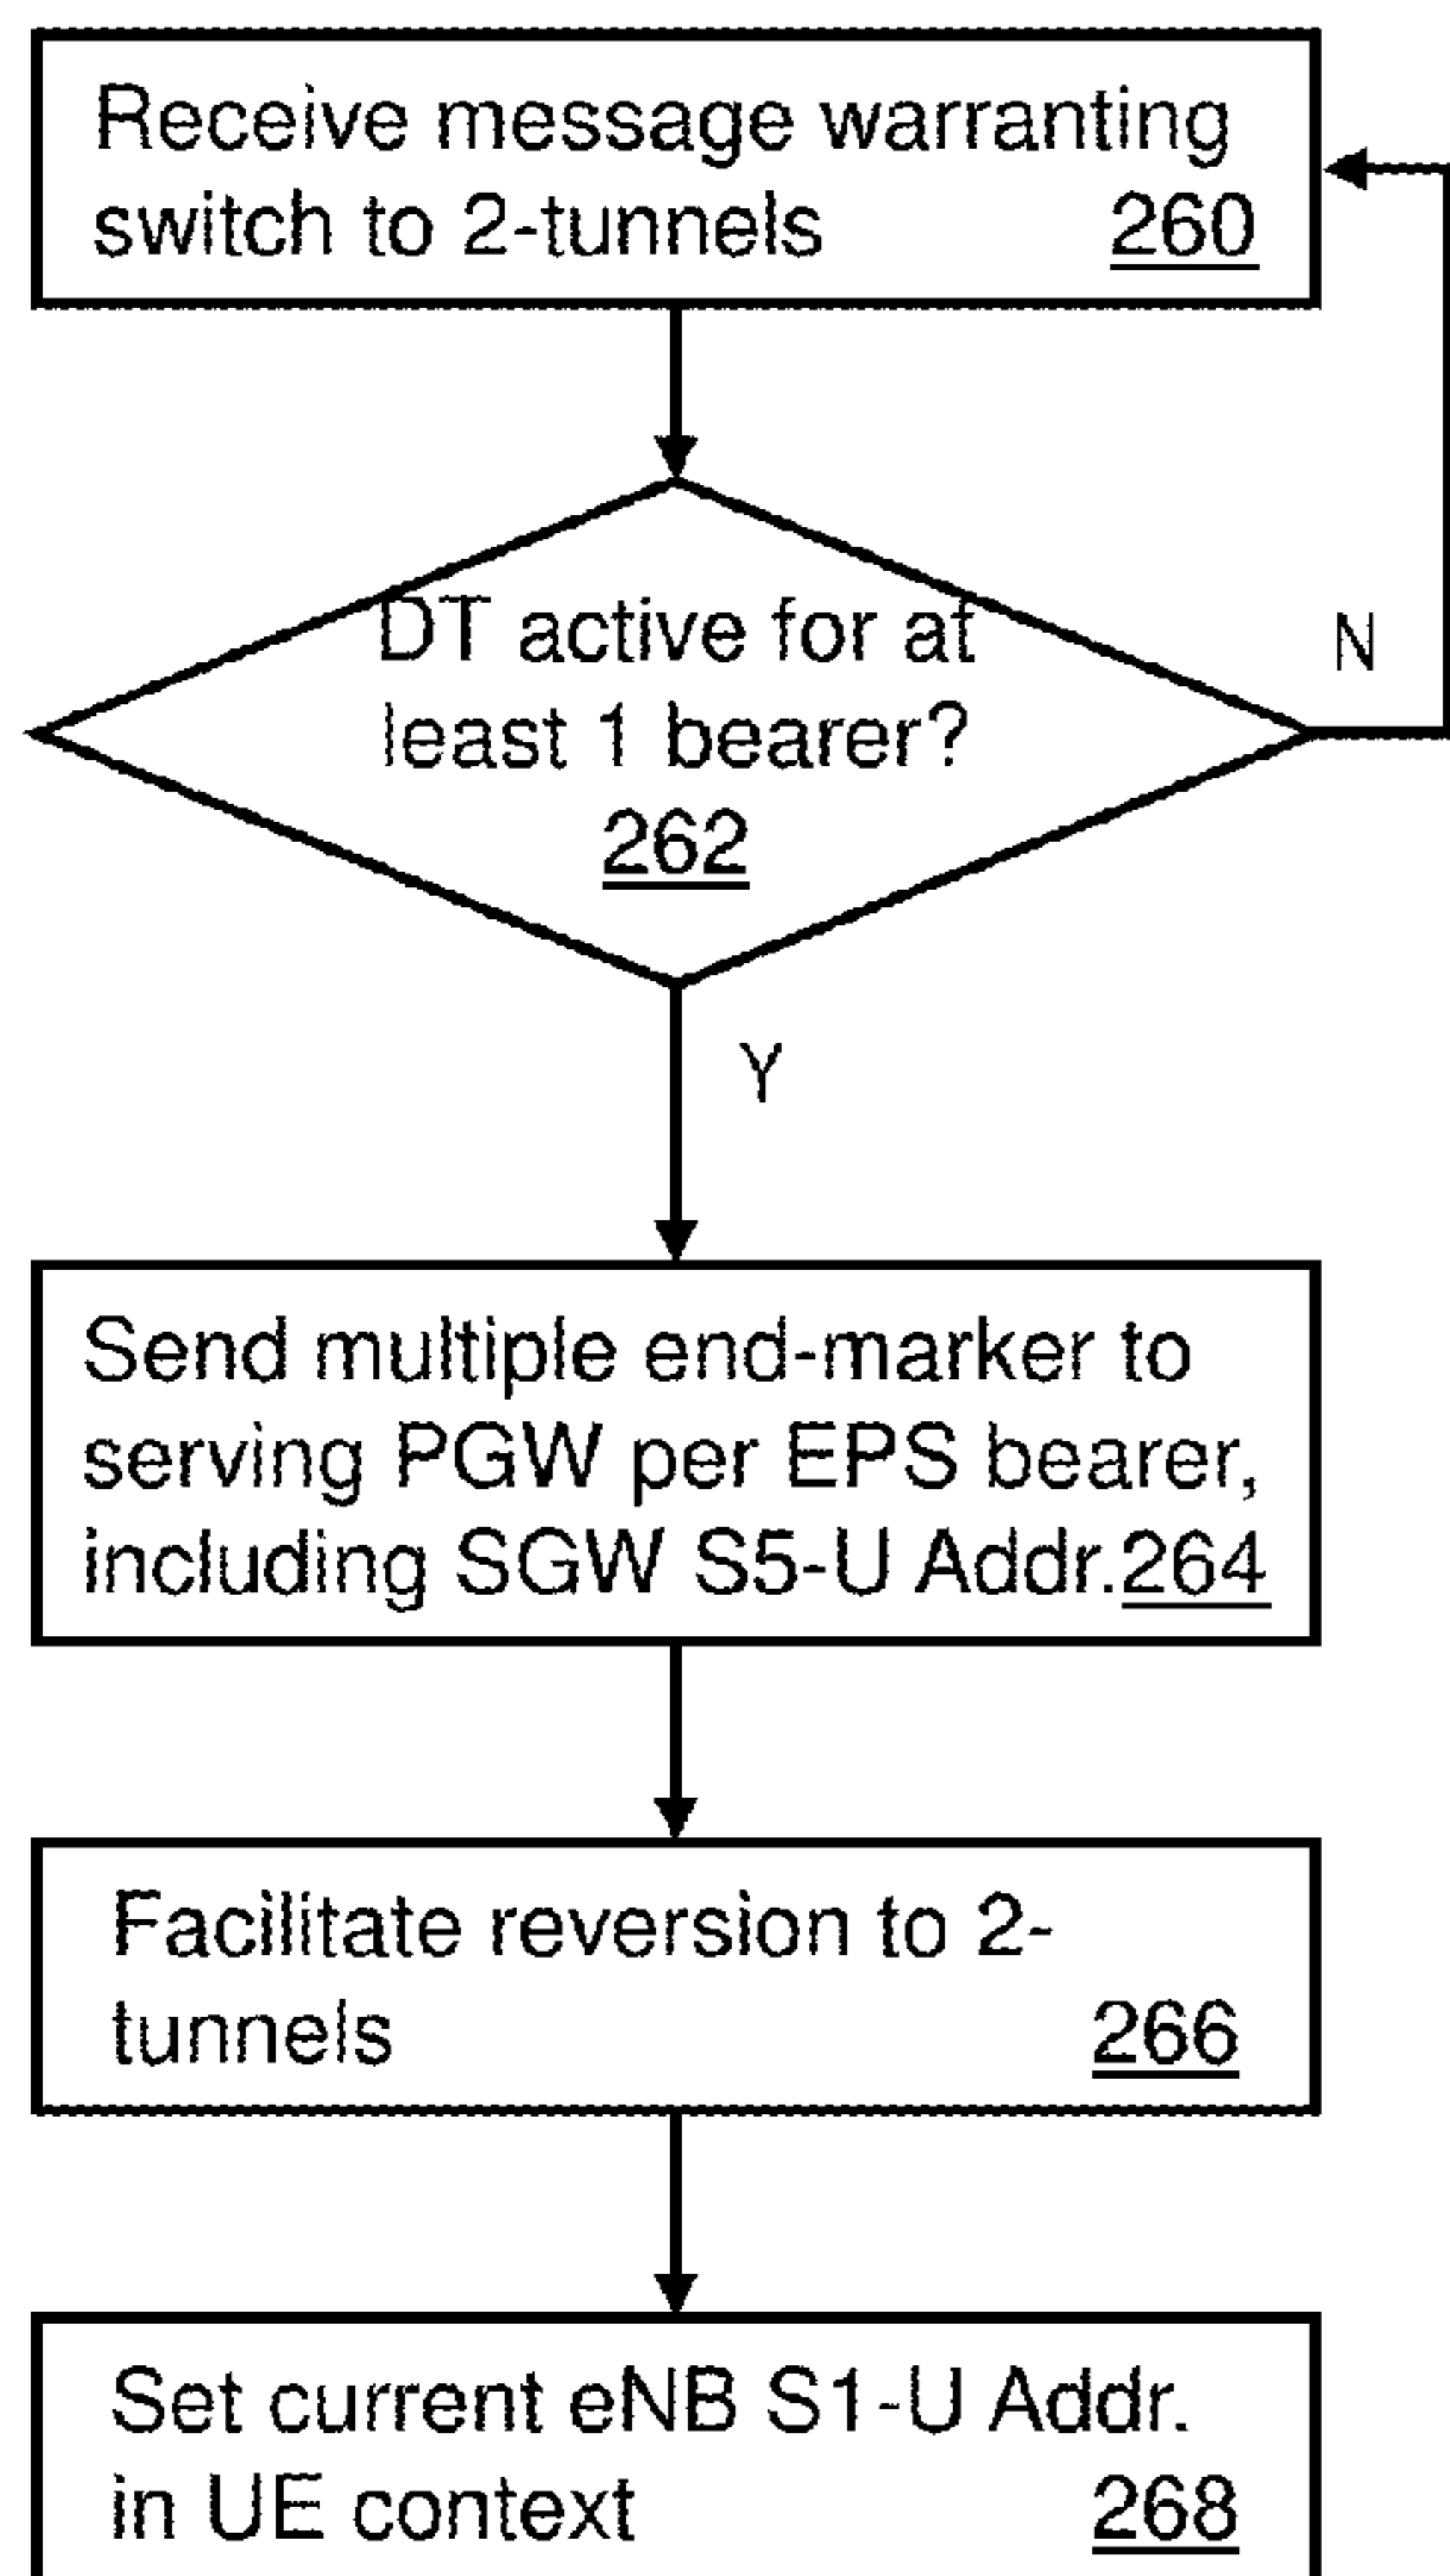 Receive message warranting
switch to 2-tunnels 260
DT active for at
least 1 bearer?
262
N
Y
Send multiple end-marker to
serving PGW per EPS bearer,
including SGW S5-U Addr.264
Facilitate reversion to 2-
tunnels 266
Set current eNB S1-U Addr.
in UE context 268